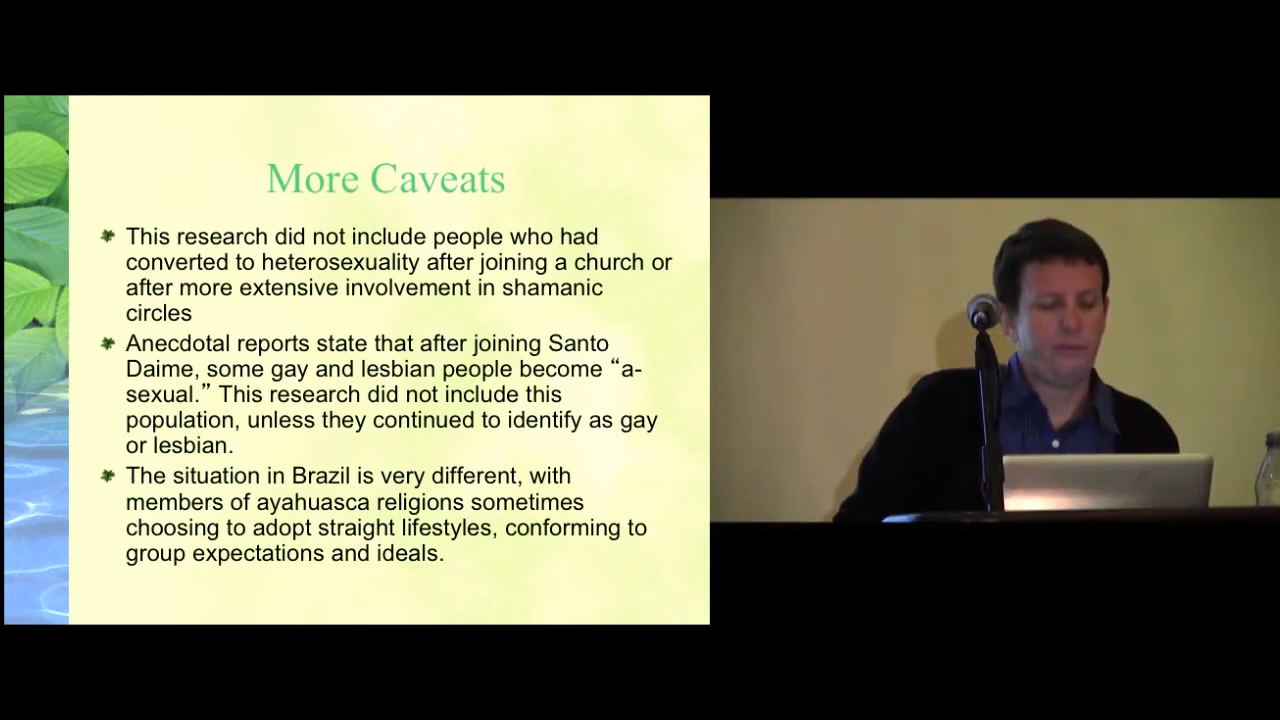 More Caveats
This research did not include people who had
converted to heterosexuality after joining a church or
after more extensive involvement in shamanic
circles
Anecdotal reports state that after joining Santo
Daime, some gay and lesbian people become “a-
sexual.” This research did not include this
population, unless they continued to identify as gay
or lesbian.
The situation in Brazil is very different, with
members of ayahuasca religions sometimes
choosing to adopt straight lifestyles, conforming to
group expectations and ideals.